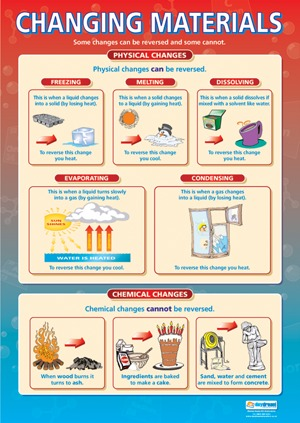 CHANGING MATERIALS
Some changes can be reversed and some cannot.
PHYSICAL CHANGES
Physical changes can be reversed.
FREEZING
This is when a liquid changes
into a solid (by losing heat).
To reverse this change
you heat.
MELTING
This is when a solid changes
to a liquid (by gaining heat).
To reverse this change
you cool.
DISSOLVING
This is when a solid dissolves if
mixed with a solvent like water.
To reverse this change
you heat.
EVAPORATING
This is when a liquid turns slowly
into a gas (by gaining heat).
SUN
SHINES
WATER IS HEATED
To reverse this change you cool.
CONDENSING
This is when a gas changes
into a liquid (by losing heat).
To reverse this change you heat.
CHEMICAL CHANGES
Chemical changes cannot be reversed.
When wood burns it
turns to ash.
Ingredients are baked
to make a cake.
Sand, water and cement
are mixed to form concrete.
daydream